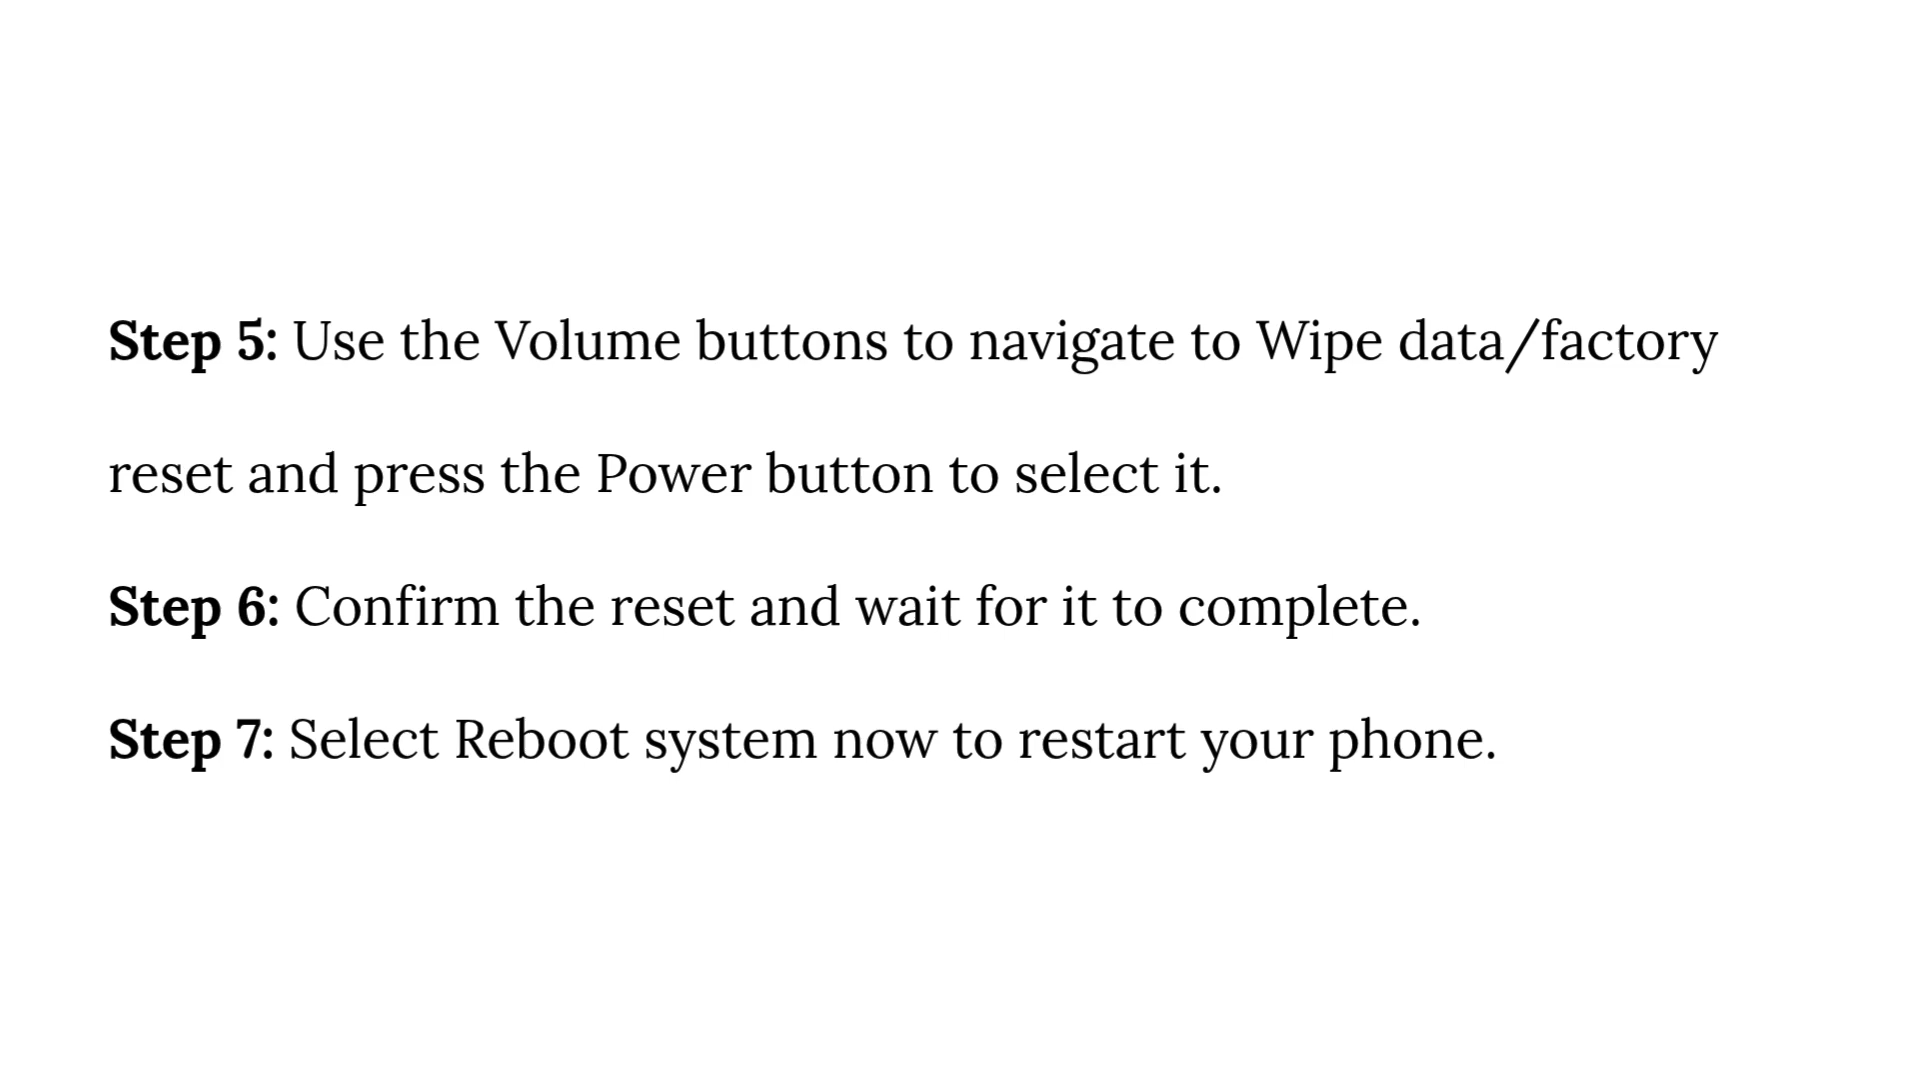 Step 5: Use the Volume buttons to navigate to Wipe data/factory
reset and press the Power button to select it.
Step 6: Confirm the reset and wait for it to complete.
Step 7: Select Reboot system now to restart your phone.